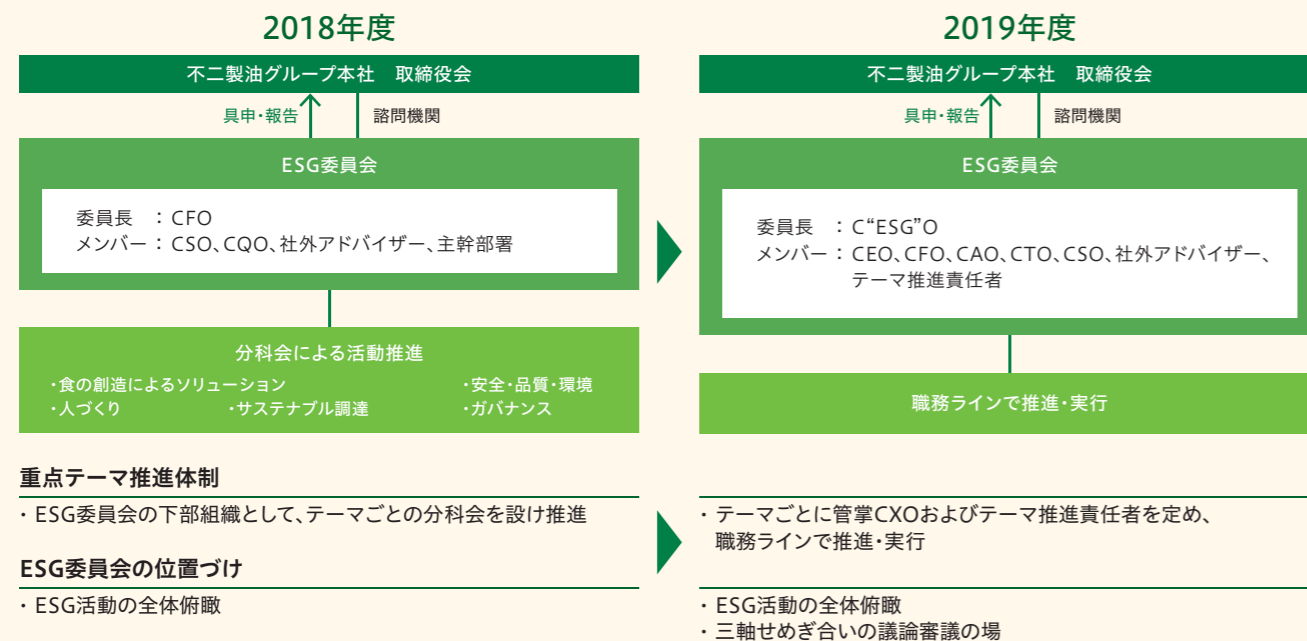 2018年度
不二製油グループ本社　取締役会
具申・報告
諮問機関
ESG委員会
委員長　：CFO
メンバー：CSO、CQO、社外アドバイザー、主幹部署
分科会による活動推進
・食の創造によるソリューション ・安全・品質・環境
・人づくり ・サステナブル調達 ・ガバナンス
2019年度
不二製油グループ本社　取締役会
具申・報告
諮問機関
ESG委員会
委員長　：C“ESG”O
メンバー：CEO、CFO、CAO、CTO、CSO、社外アドバイザー、
テーマ推進責任者
職務ラインで推進・実行
重点テーマ推進体制
・ESG委員会の下部組織として、テーマごとの分科会を設け推進
・テーマごとに管掌CXOおよびテーマ推進責任者を定め、
職務ラインで推進・実行
ESG委員会の位置づけ
・ESG活動の全体俯瞰
・ESG活動の全体俯瞰
・三軸せめぎ合いの議論審議の場